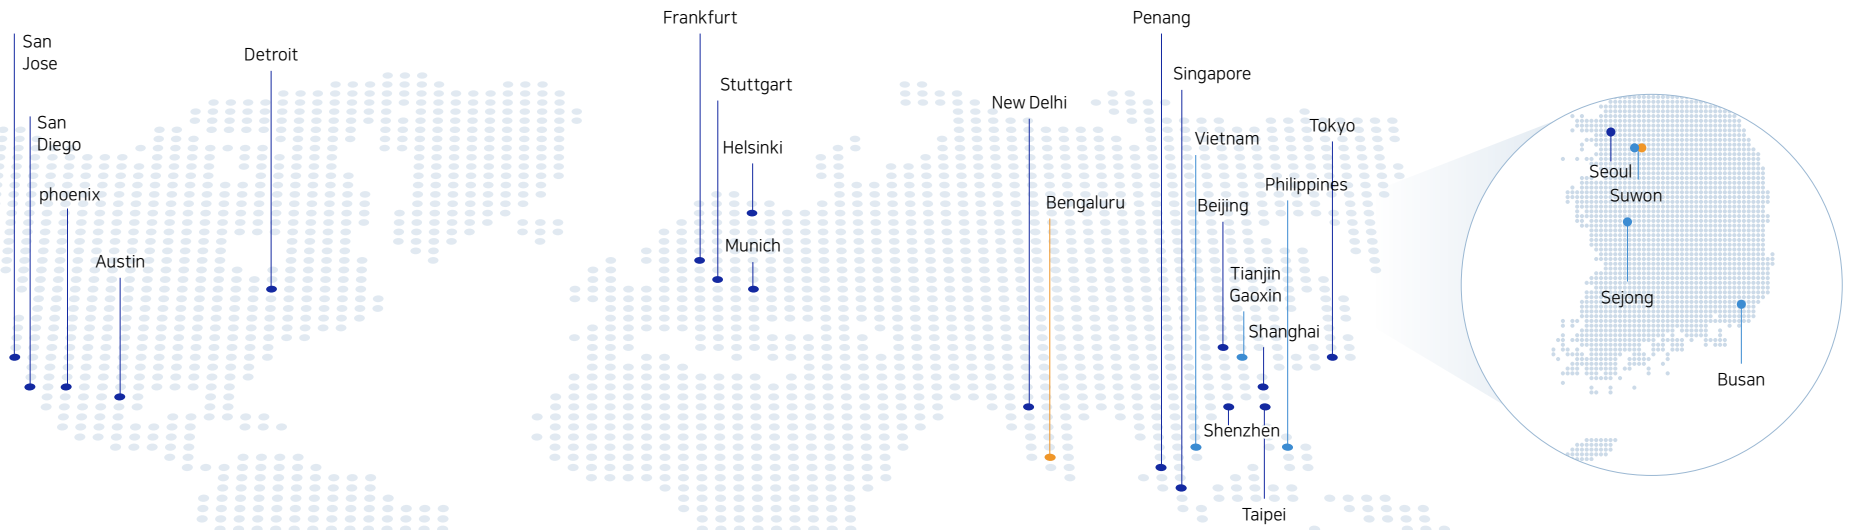 San
Jose
San
Diego
phoenix
Austin
Detroit
Frankfurt
Stuttgart
Helsinki
Munich
New Delhi
Bengaluru
Penang
Singapore
Vietnam
Beijing
Philippines
Tokyo
Tianjin
Gaoxin
Shanghai
Shenzhen
Taipei
Seoul
Suwon
Sejong
Busan